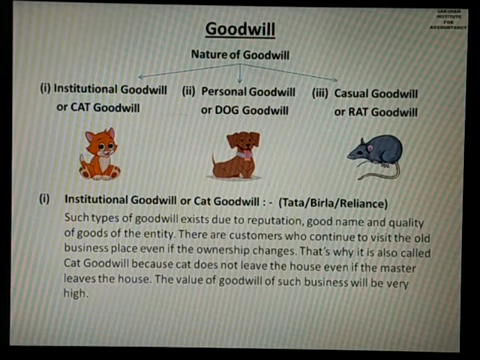 SAKSHAM
INSTITUTE
FOR
ACCOUNTANCY
Goodwill
Nature of Goodwill
(i) Institutional Goodwill (ii) Personal Goodwill (iii) Casual Goodwill
or CAT Goodwill or DOG Goodwill or RAT Goodwill
(i) Institutional Goodwill or Cat Goodwill : - (Tata/Birla/Reliance)
Such types of goodwill exists due to reputation, good name and quality
of goods of the entity. There are customers who continue to visit the old
business place even if the ownership changes. That's why it is also called
Cat Goodwill because cat does not leave the house even if the master
leaves the house. The value of goodwill of such business will be very
high.